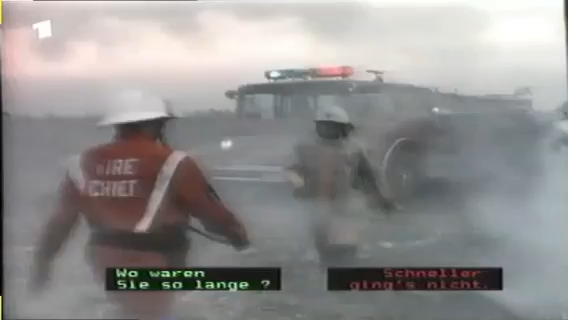 1
FIRE
CHIEF
Wo waren
Sie so lange ?
Schneller
ging's nicht.